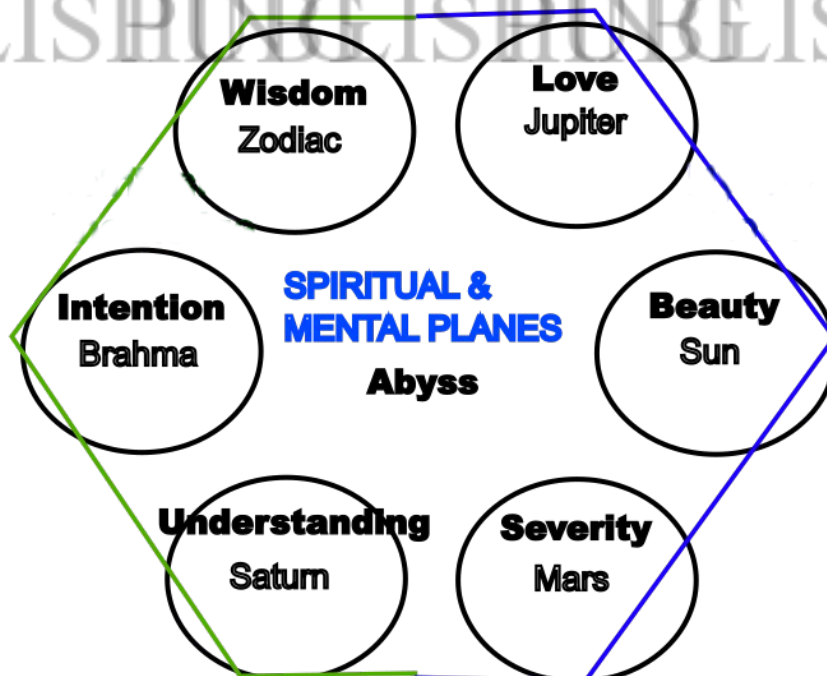 Wisdom
Zodiac
Love
Jupiter
Intention
Brahma
SPIRITUAL &
MENTAL PLANES
Abyss
Beauty
Sun
Understanding
Saturn
Severity
Mars